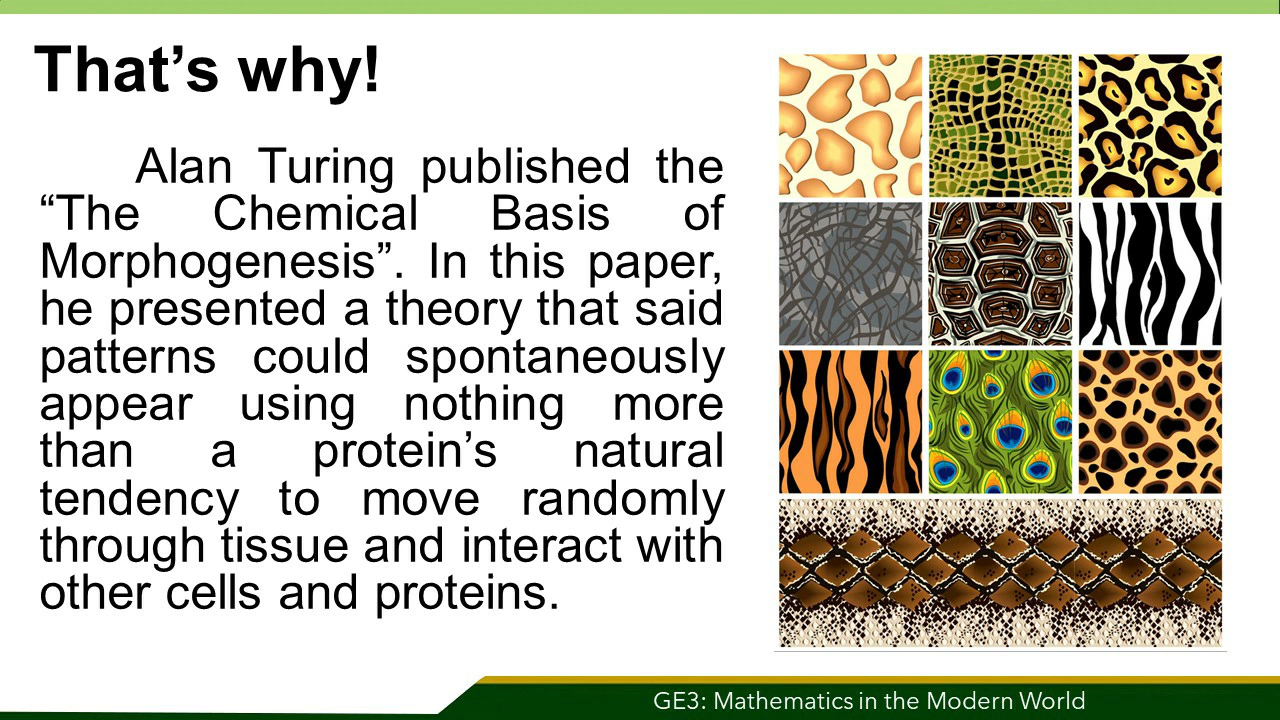 That’s why!
Alan Turing published the
“The Chemical Basis of
Morphogenesis”. In this paper,
he presented a theory that said
patterns could spontaneously
appear using nothing more
than a protein’s natural
tendency to move randomly
through tissue and interact with
other cells and proteins.
GE3: Mathematics in the Modern World